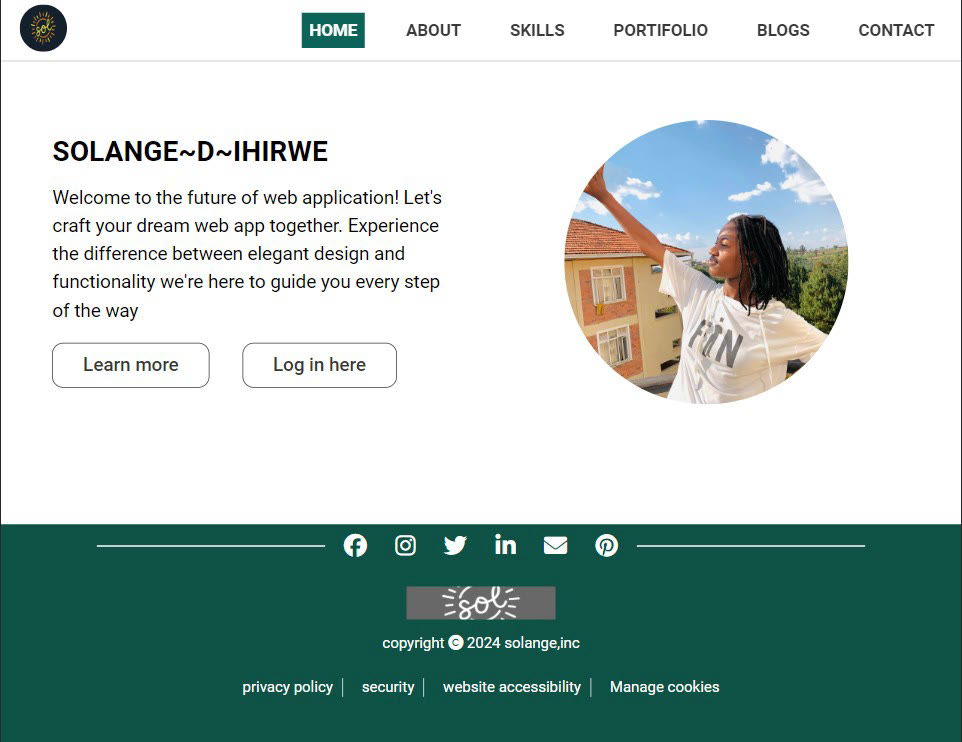 sol
HOME ABOUT SKILLS PORTIFOLIO BLOGS CONTACT
SOLANGE~D~IHIRWE
Welcome to the future of web application! Let's
craft your dream web app together. Experience
the difference between elegant design and
functionality we're here to guide you every step
of the way
Learn more Log in here
sol
copyright © 2024 solange,inc
privacy policy security website accessibility Manage cookies